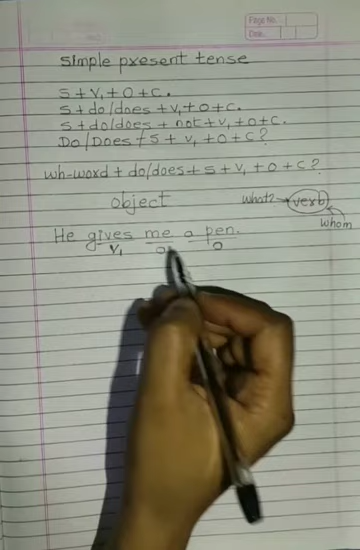 Page No.
Date.
Simple present tense
S+V₁+O+C.
S+do/does+V₁+O+C.
S+do/does+not+V₁+O+C.
Do/Does+S+V₁+O+C?
wh-word+do/does+S+V₁+O+C?
object
what? → verb
whom
He gives me a pen.
V₁ O O